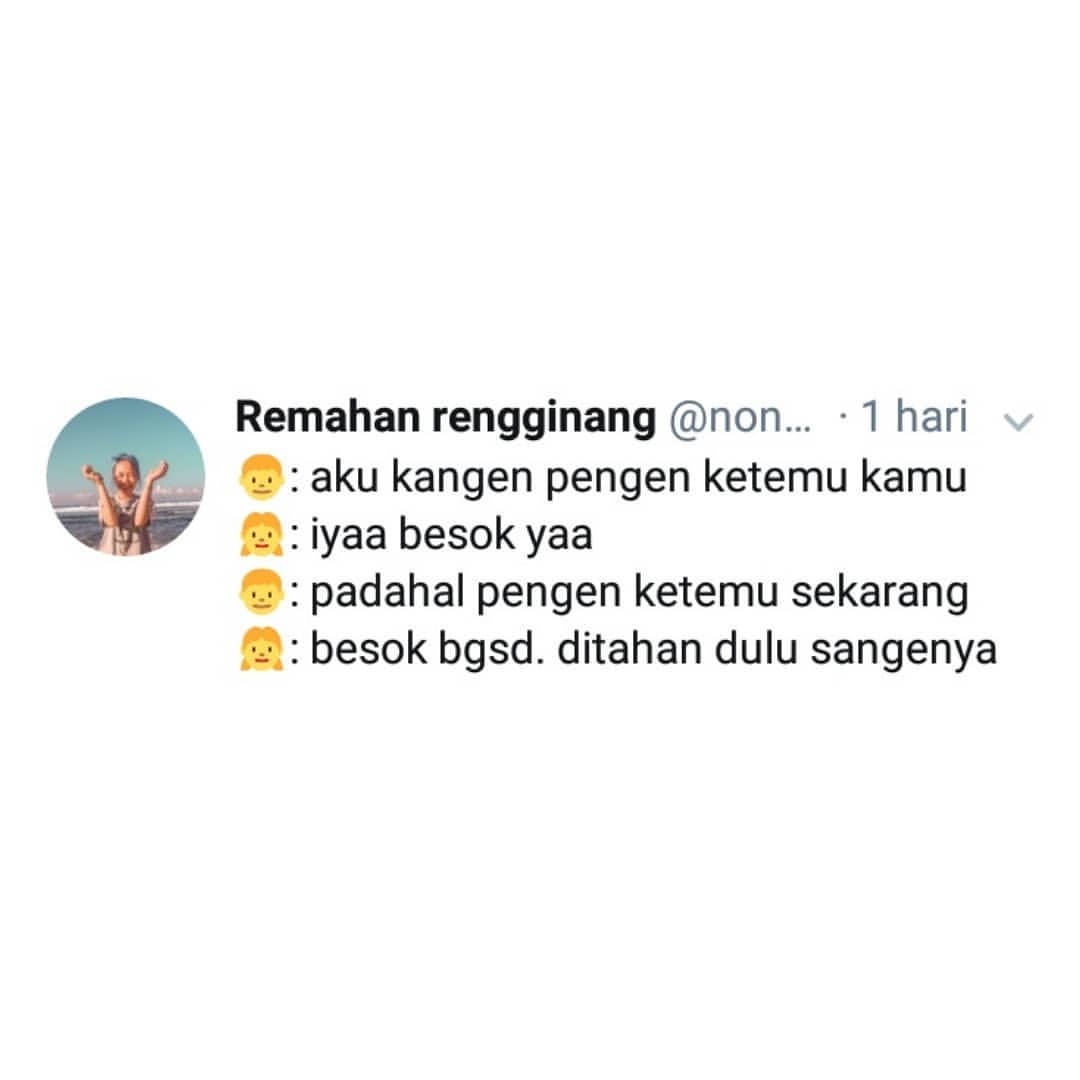 Remahan rengginang @non... · 1 hari
👦: aku kangen pengen ketemu kamu
👧: iyaa besok yaa
👦: padahal pengen ketemu sekarang
👧: besok bgsd. ditahan dulu sangenya